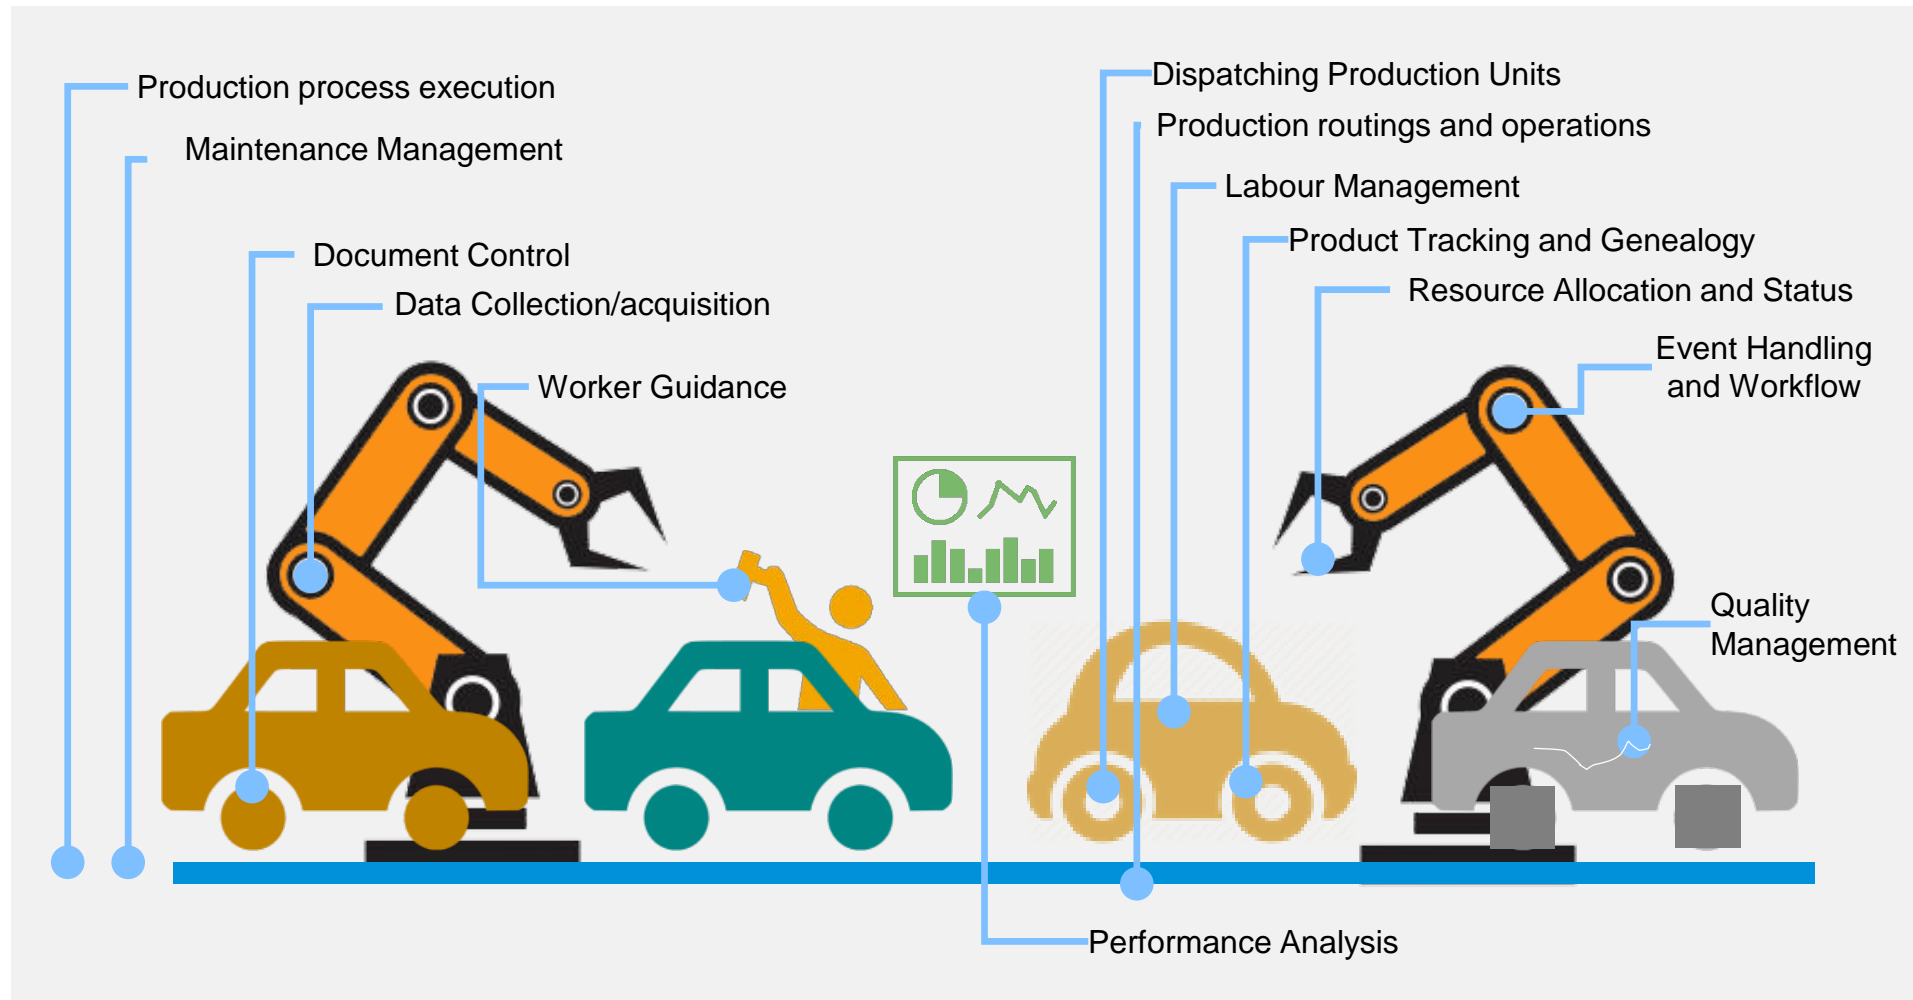 Production process execution
Maintenance Management
Document Control
Data Collection/acquisition
Worker Guidance
Dispatching Production Units
Production routings and operations
Labour Management
Product Tracking and Genealogy
Resource Allocation and Status
Event Handling
and Workflow
Quality
Management
Performance Analysis